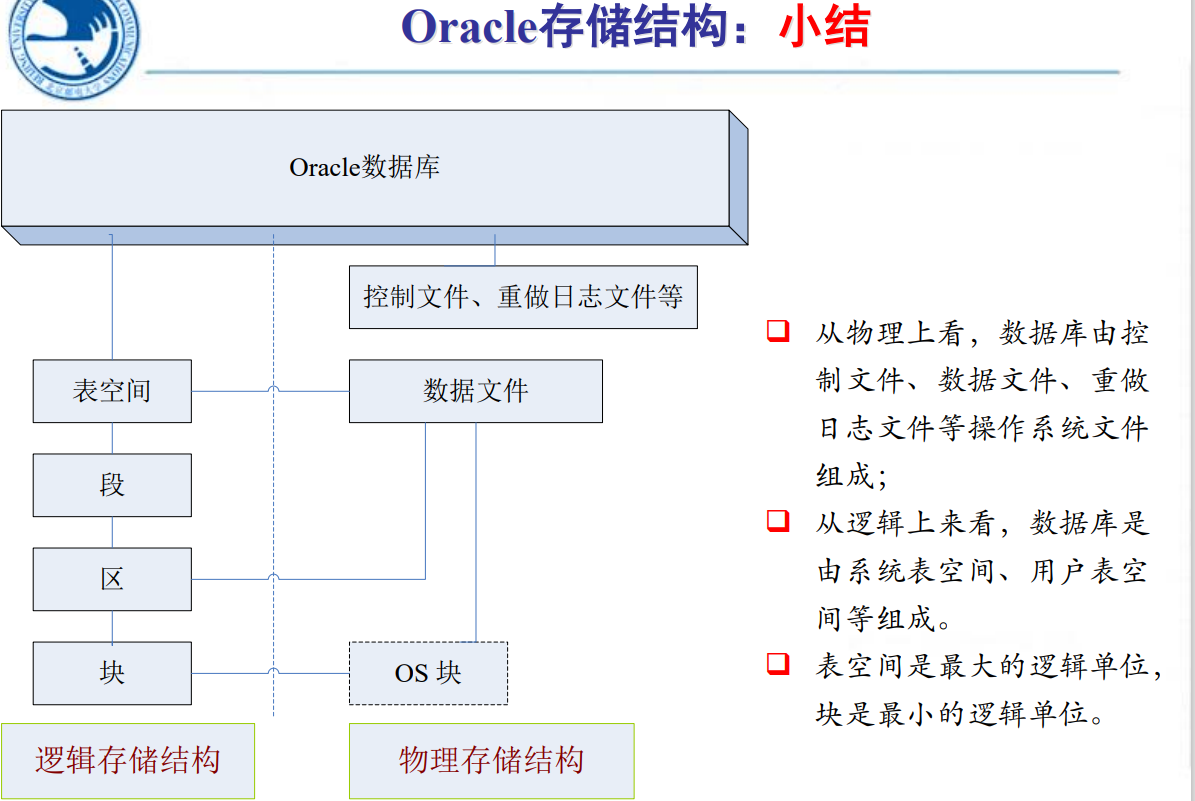 Oracle存储结构：小结
Oracle数据库
控制文件、重做日志文件等
表空间
数据文件
段
区
块
OS 块
逻辑存储结构
物理存储结构
从物理上看，数据库由控
制文件、数据文件、重做
日志文件等操作系统文件
组成；
从逻辑上来看，数据库是
由系统表空间、用户表空
间等组成。
表空间是最大的逻辑单位，
块是最小的逻辑单位。